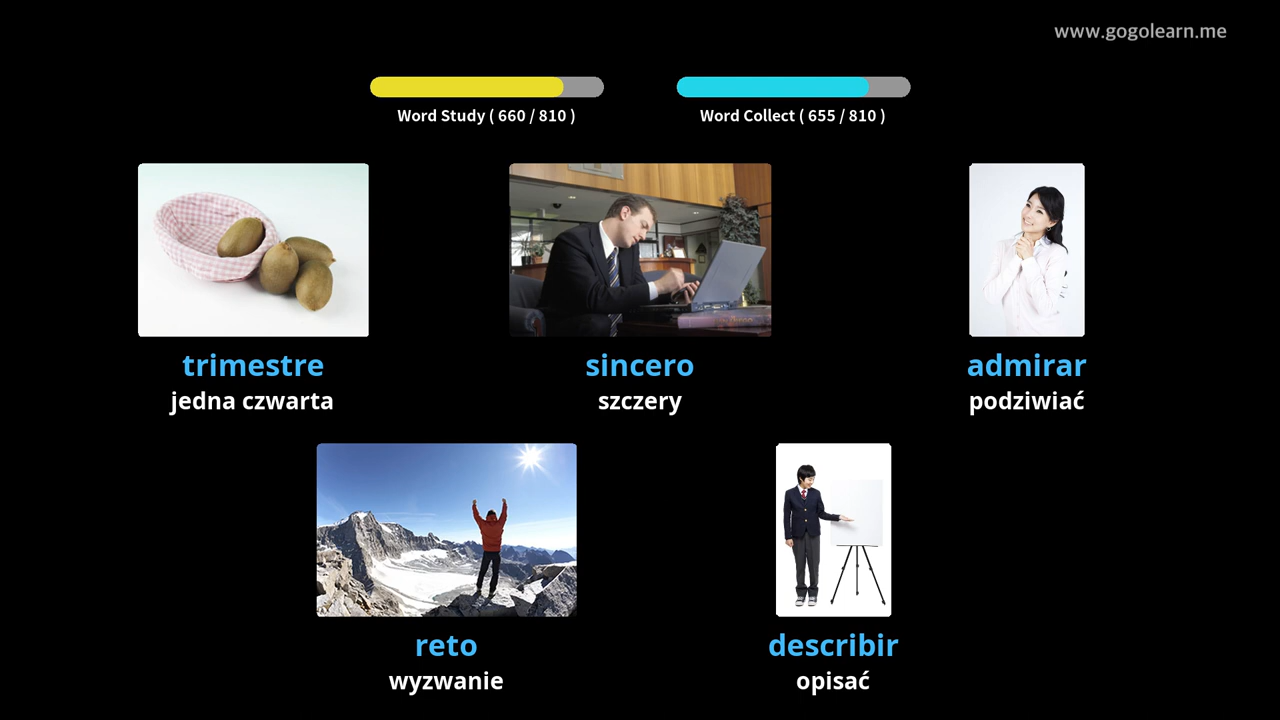 www.gogolearn.me
Word Study ( 660 / 810 )
Word Collect ( 655 / 810 )
trimestre
jedna czwarta
sincero
szczery
admirar
podziwiać
reto
wyzwanie
describir
opisać